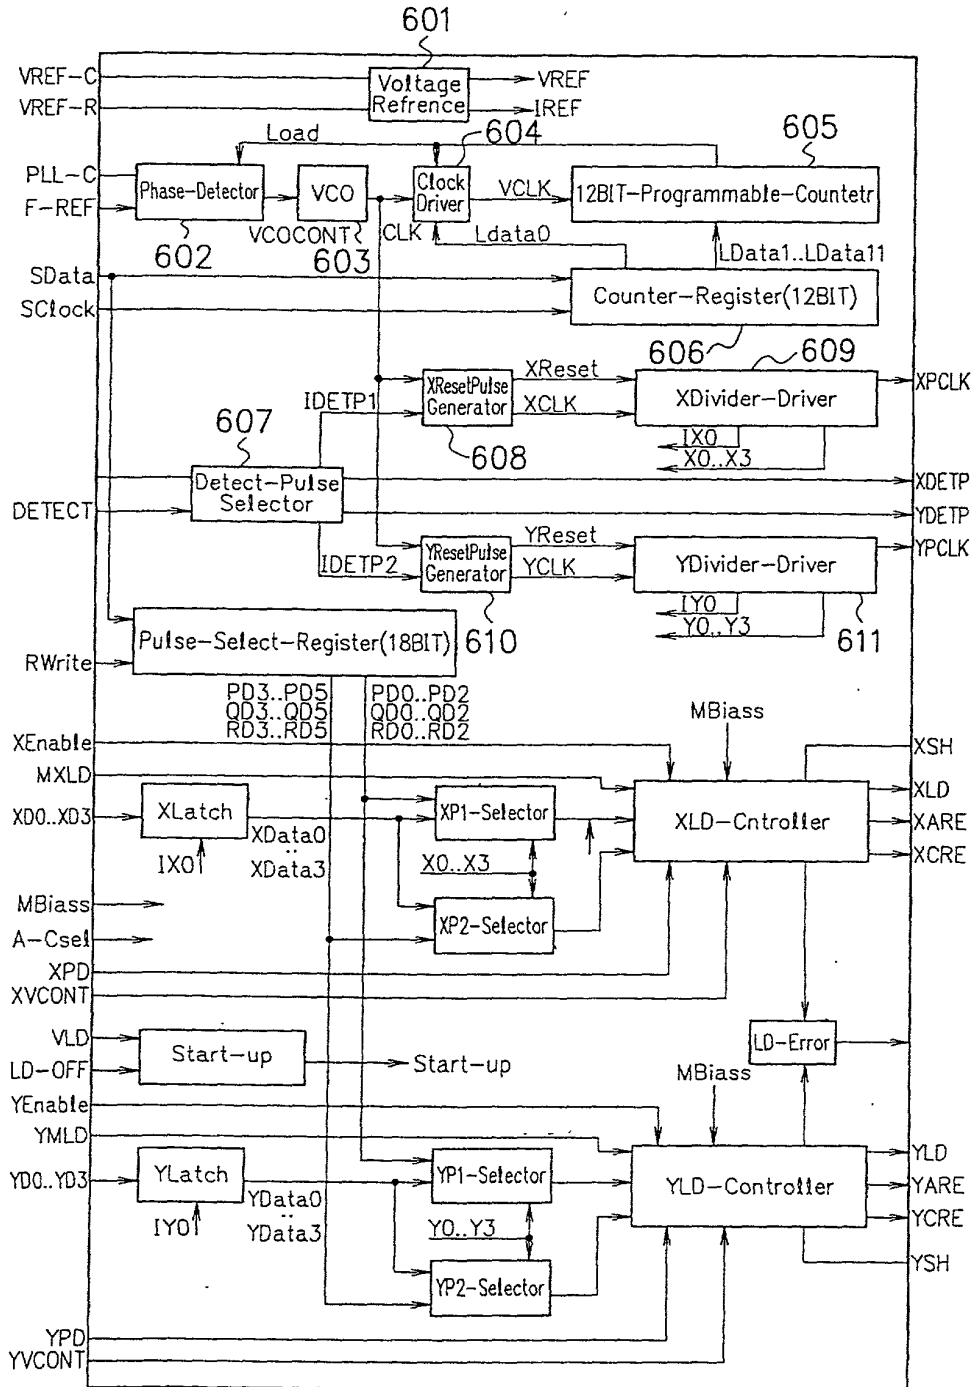 601
VREF-C
Voltage
Refrence
VREF
VREF-R
IREF
604
605
Load
PLL-C
Phase-Detector
VCO
Clock
Driver
VCLK
12BIT-Programmable-Countetr
F-REF
602
VCOCONT
603
CLK
Ldata0
LData1..LData11
SData
Counter-Register(12BIT)
SClock
606
609
XReset
XPCLK
IDETP1
XResetPulse
Generator
XCLK
XDivider-Driver
607
608
IX0
X0..X3
Detect-Pulse
Selector
XDETP
DETECT
YDETP
YReset
YPCLK
IDETP2
YResetPulse
Generator
YCLK
YDivider-Driver
IY0
Y0..Y3
610
611
Pulse-Select-Register(18BIT)
RWrite
PD3..PD5
QD3..QD5
RD3..RD5
PD0..PD2
QD0..QD2
RD0..RD2
MBiass
XEnable
XSH
MXLD
XLD
XD0..XD3
XLatch
XData0
..
XData3
XP1-Selector
XLD-Cntroller
XARE
IX0
X0..X3
XCRE
MBiass
XP2-Selector
A-Csel
XPD
XVCONT
VLD
Start-up
Start-up
LD-Error
LD-OFF
MBiass
YEnable
YMLD
YLD
YD0..YD3
YLatch
YData0
..
YData3
YP1-Selector
YLD-Controller
YARE
IY0
Y0..Y3
YCRE
YP2-Selector
YSH
YPD
YVCONT